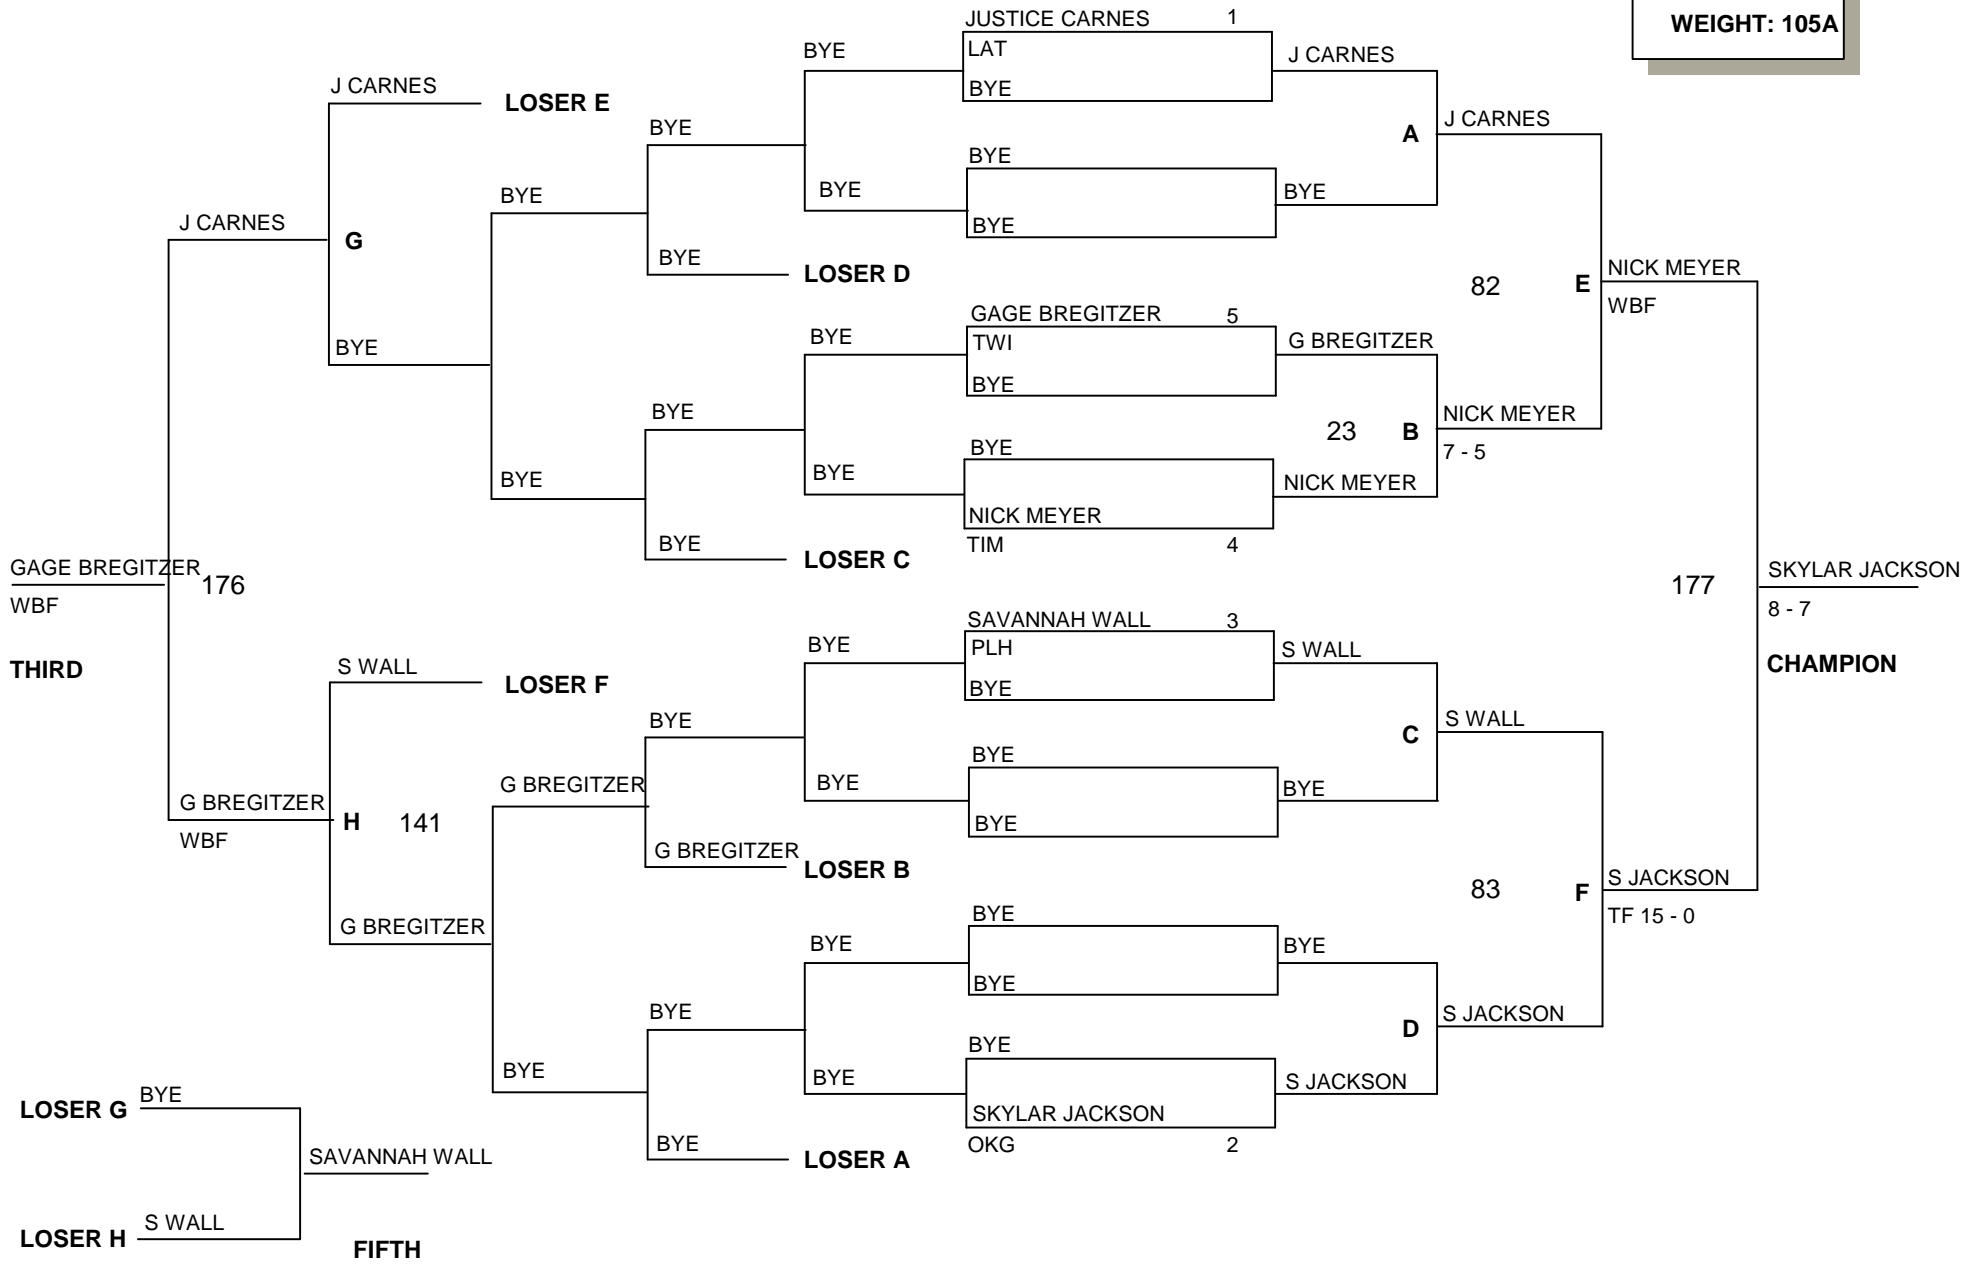 WEIGHT: 105A
JUSTICE CARNES 1
LAT
BYE
BYE
BYE
GAGE BREGITZER 5
TWI
BYE
BYE
NICK MEYER
TIM 4
SAVANNAH WALL 3
PLH
BYE
BYE
BYE
BYE
BYE
BYE
SKYLAR JACKSON
OKG 2
J CARNES
BYE
G BREGITZER
NICK MEYER
S WALL
BYE
BYE
S JACKSON
A
J CARNES
23 B
NICK MEYER
7 - 5
C
S WALL
D
S JACKSON
82 E
NICK MEYER
WBF
83 F
S JACKSON
TF 15 - 0
177
SKYLAR JACKSON
8 - 7
CHAMPION
BYE
BYE
BYE
BYE
BYE
BYE
BYE
BYE
BYE
BYE
LOSER D
BYE
BYE
LOSER C
BYE
G BREGITZER
LOSER B
BYE
BYE
LOSER A
BYE
BYE
G BREGITZER
BYE
J CARNES
LOSER E
G
BYE
S WALL
LOSER F
H 141
G BREGITZER
J CARNES
G BREGITZER
WBF
GAGE BREGITZER
176
WBF
THIRD
LOSER G BYE
SAVANNAH WALL
LOSER H S WALL
FIFTH